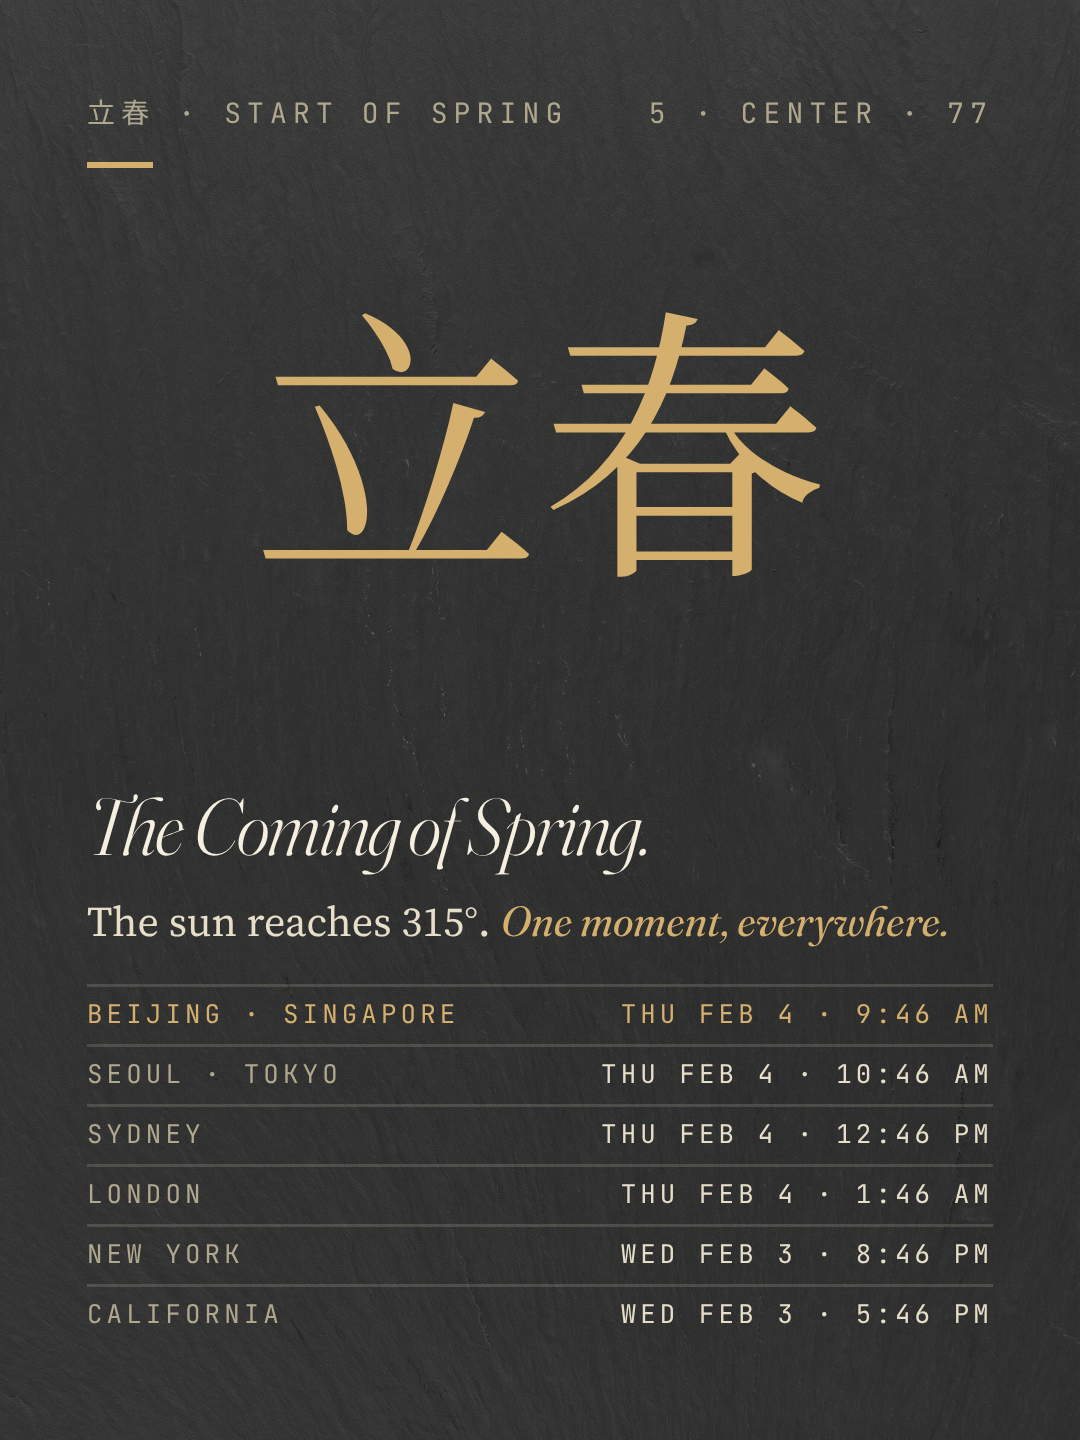 立春 · START OF SPRING 5 · CENTER · 77
立春
The Coming of Spring.
The sun reaches 315°. One moment, everywhere.
BEIJING · SINGAPORE THU FEB 4 · 9:46 AM
SEOUL · TOKYO THU FEB 4 · 10:46 AM
SYDNEY THU FEB 4 · 12:46 PM
LONDON THU FEB 4 · 1:46 AM
NEW YORK WED FEB 3 · 8:46 PM
CALIFORNIA WED FEB 3 · 5:46 PM